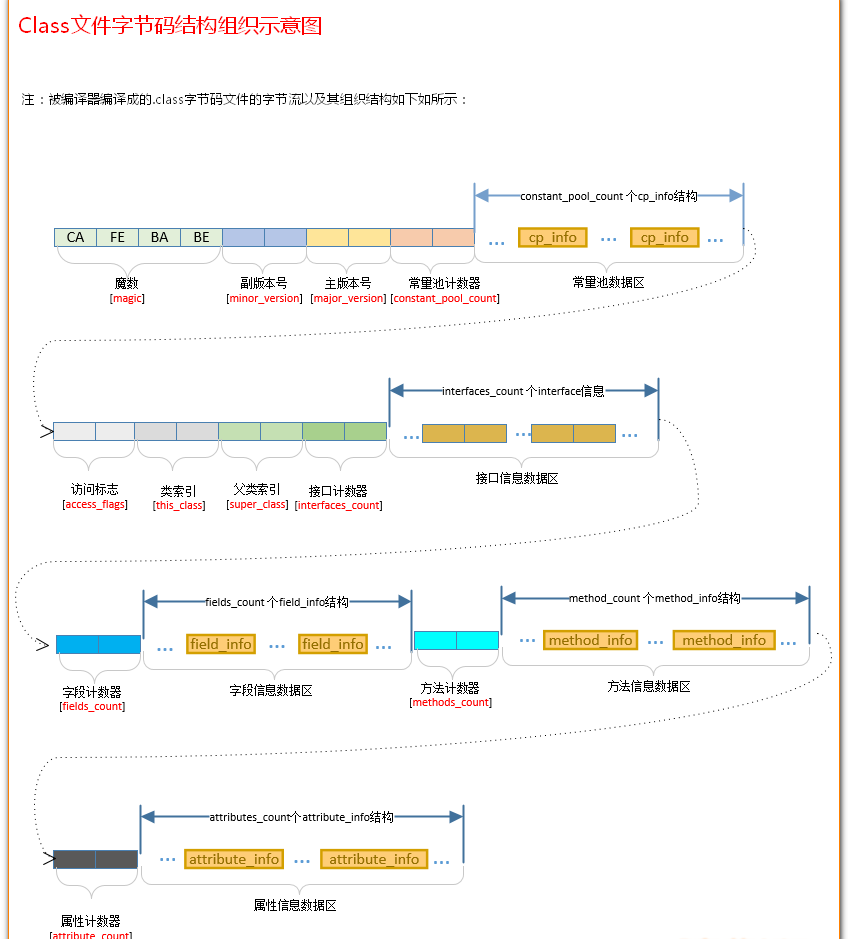 Class文件字节码结构组织示意图
注：被编译器编译成的.class字节码文件的字节流以及其组织结构如下如所示：
constant_pool_count 个cp_info结构
CA FE BA BE ... cp_info ... cp_info ...
魔数 副版本号 主版本号 常量池计数器 常量池数据区
[magic] [minor_version] [major_version] [constant_pool_count]
interfaces_count 个interface信息
... ... ...
访问标志 类索引 父类索引 接口计数器 接口信息数据区
[access_flags] [this_class] [super_class] [interfaces_count]
fields_count 个field_info结构 method_count 个method_info结构
... field_info ... field_info ... ... method_info ... method_info ...
字段计数器 字段信息数据区 方法计数器 方法信息数据区
[fields_count] [methods_count]
attributes_count个attribute_info结构
... attribute_info ... attribute_info ...
属性计数器 属性信息数据区
[attribute_count]